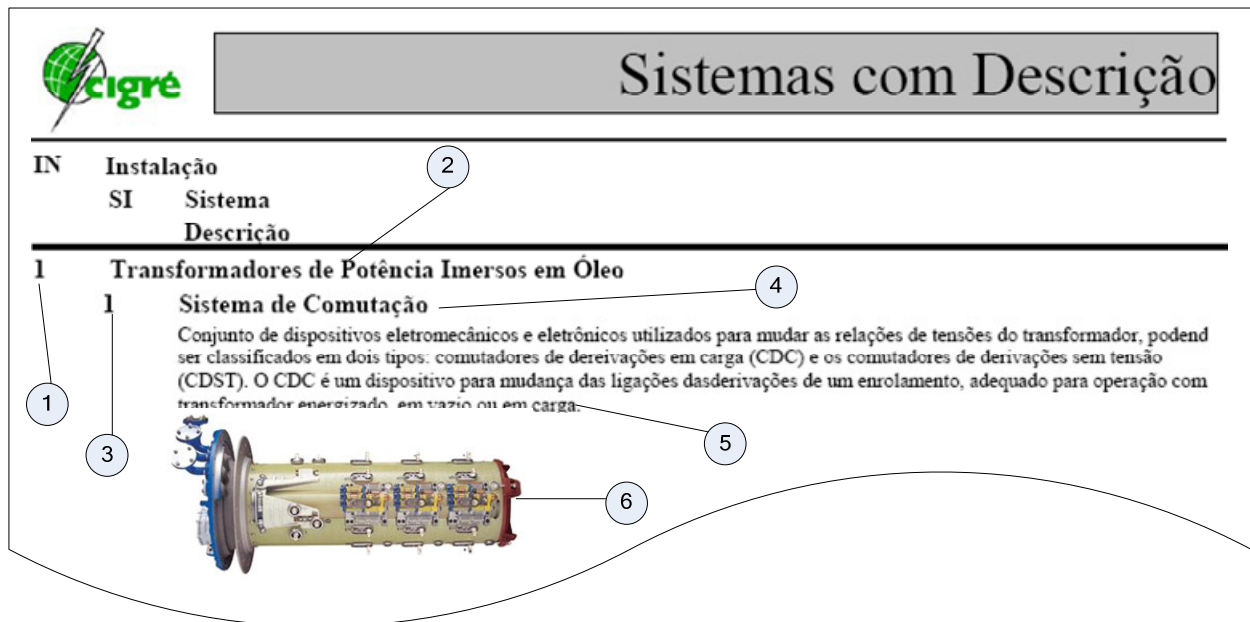 cigré
Sistemas com Descrição
IN Instalação
2
SI Sistema
Descrição
1 Transformadores de Potência Imersos em Óleo
4
1 Sistema de Comutação
Conjunto de dispositivos eletromecânicos e eletrônicos utilizados para mudar as relações de tensões do transformador, podend
ser classificados em dois tipos: comutadores de dereivações em carga (CDC) e os comutadores de derivações sem tensão
(CDST). O CDC é um dispositivo para mudança das ligações dasderivações de um enrolamento, adequado para operação com
transformador energizado, em vazio ou em carga.
1
5
3
6